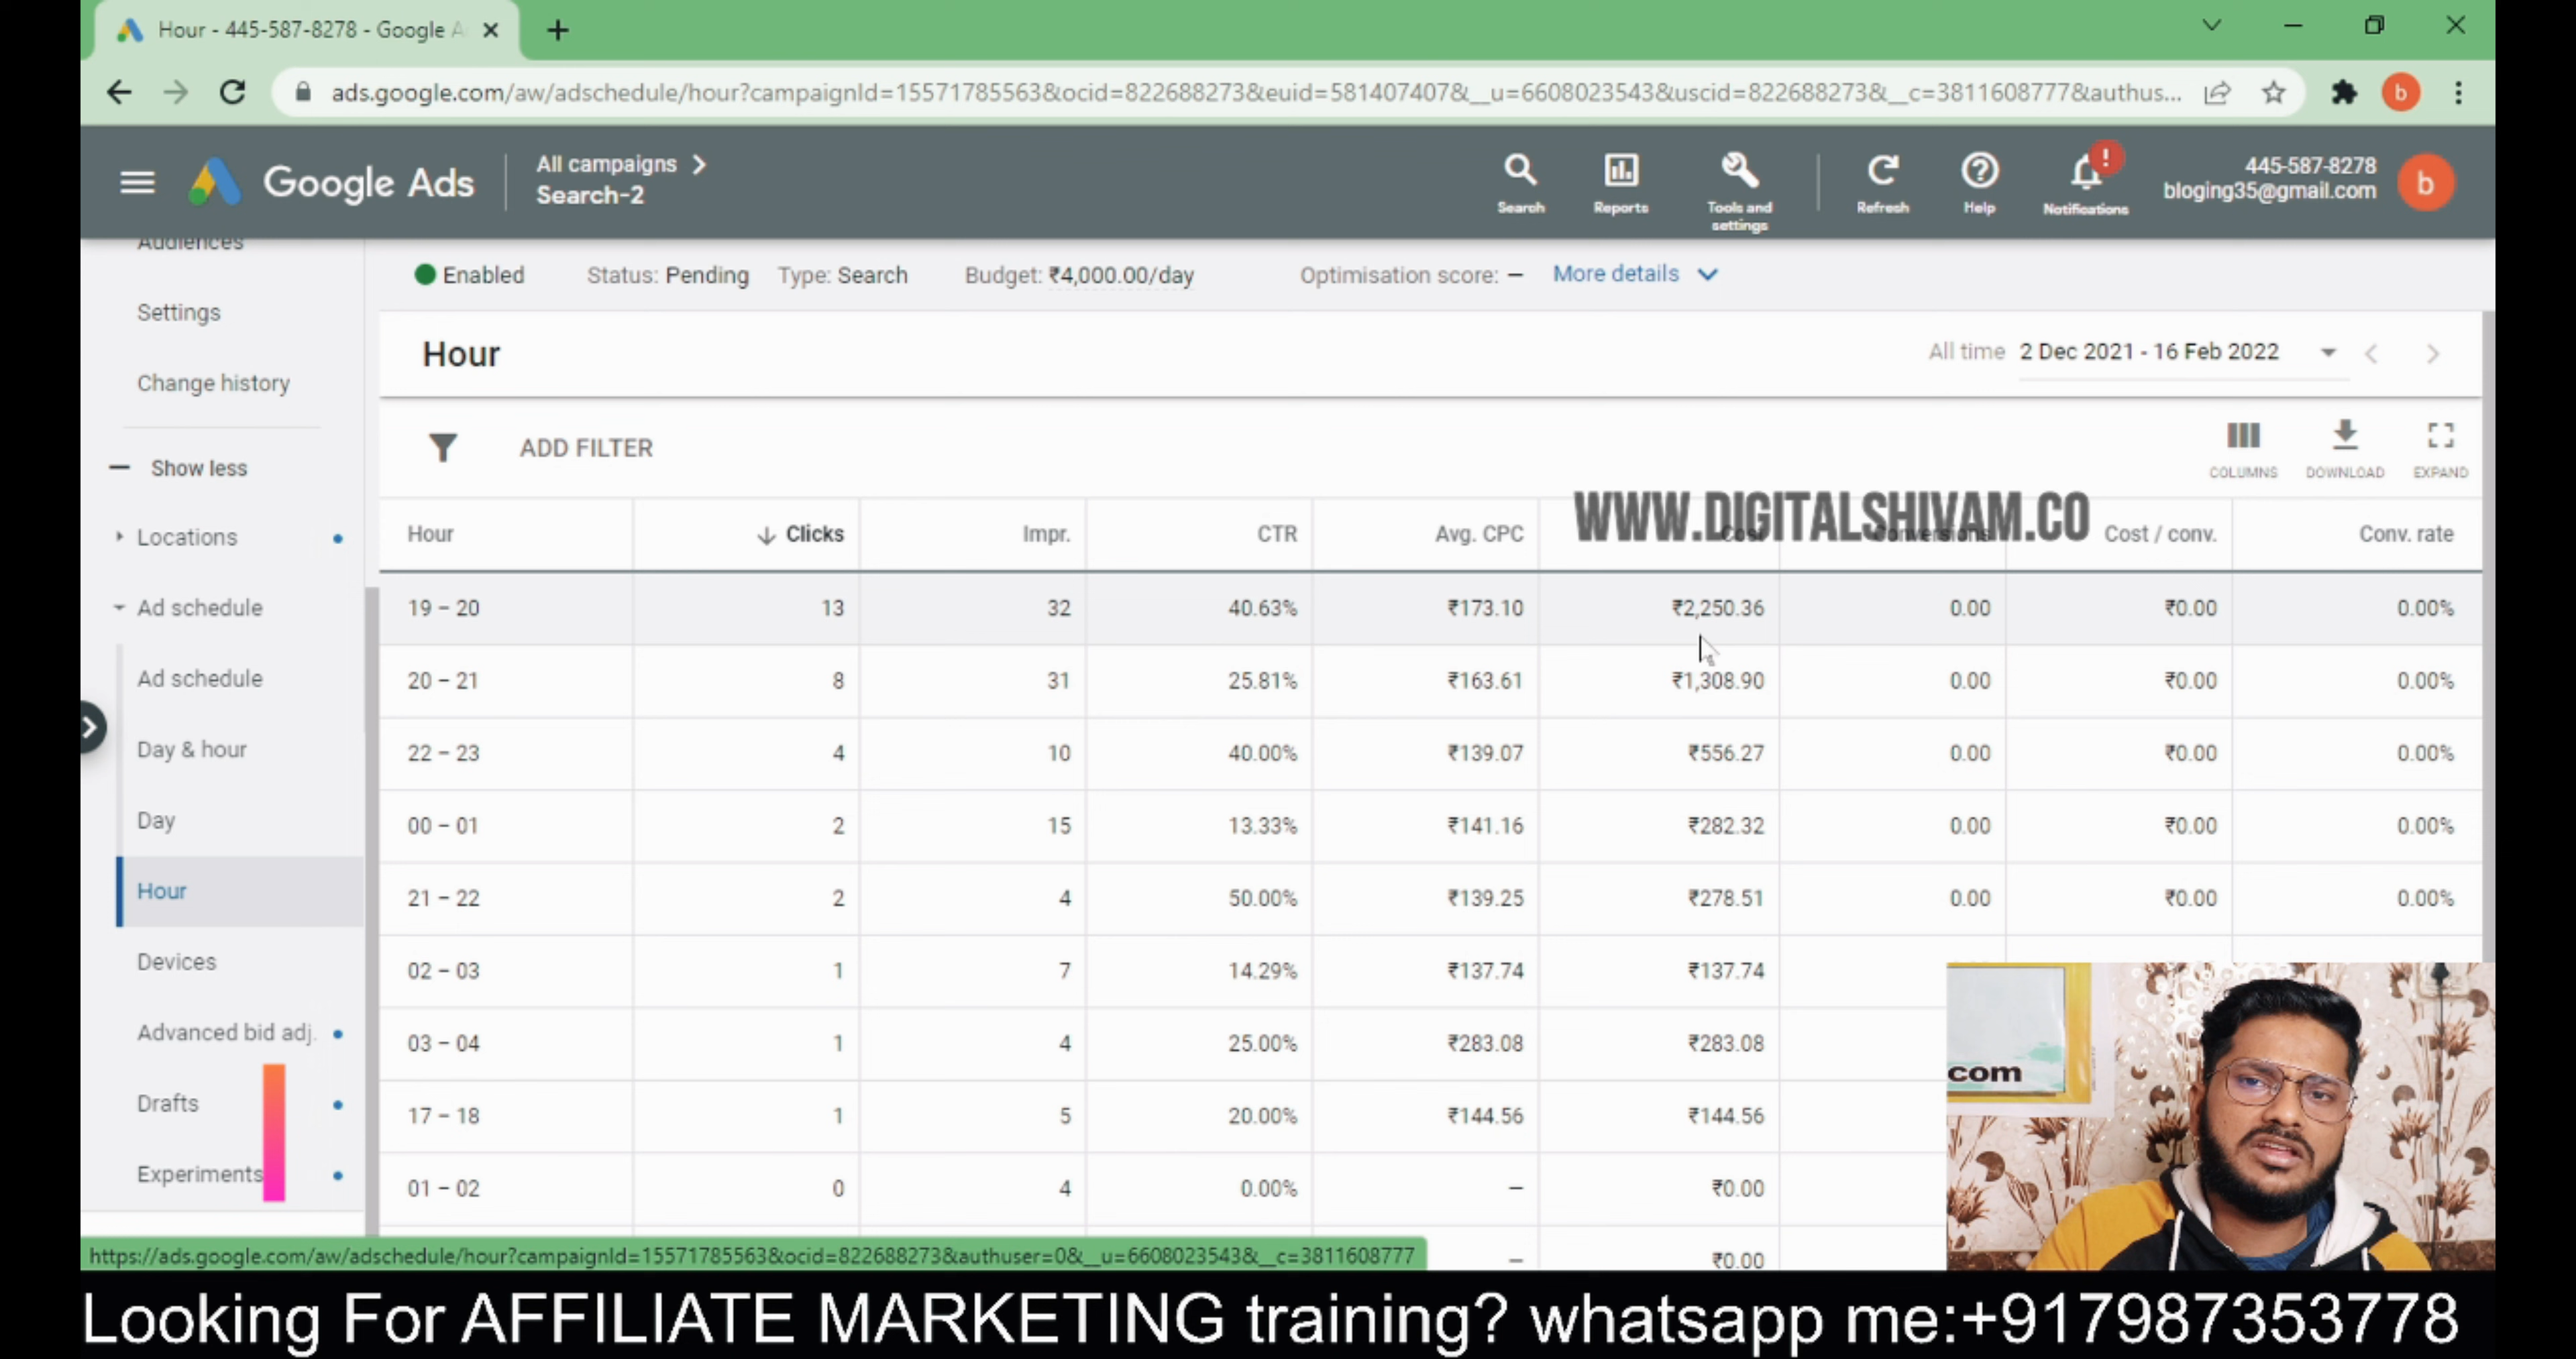 Hour - 445-587-8278 - Google A
ads.google.com/aw/adschedule/hour?campaignId=15571785563&ocid=822688273&euid=581407407&__u=6608023543&uscid=822688273&__c=3811608777&authus...
b
Google Ads
All campaigns
Search-2
Search
Reports
Tools and settings
Refresh
Help
!
Notifications
445-587-8278
bloging35@gmail.com
b
Audiences
Settings
Change history
Show less
Locations
Ad schedule
Ad schedule
Day & hour
Day
Hour
Devices
Advanced bid adj.
Drafts
Experiments
Enabled Status: Pending Type: Search Budget: ₹4,000.00/day Optimisation score: – More details
Hour
All time 2 Dec 2021 - 16 Feb 2022
ADD FILTER
COLUMNS DOWNLOAD EXPAND
WWW.DIGITALSHIVAM.CO
Hour Clicks Impr. CTR Avg. CPC Cost Conversions Cost / conv. Conv. rate
19 – 20 13 32 40.63% ₹173.10 ₹2,250.36 0.00 ₹0.00 0.00%
20 – 21 8 31 25.81% ₹163.61 ₹1,308.90 0.00 ₹0.00 0.00%
22 – 23 4 10 40.00% ₹139.07 ₹556.27 0.00 ₹0.00 0.00%
00 – 01 2 15 13.33% ₹141.16 ₹282.32 0.00 ₹0.00 0.00%
21 – 22 2 4 50.00% ₹139.25 ₹278.51 0.00 ₹0.00 0.00%
02 – 03 1 7 14.29% ₹137.74 ₹137.74
03 – 04 1 4 25.00% ₹283.08 ₹283.08
17 – 18 1 5 20.00% ₹144.56 ₹144.56
01 – 02 0 4 0.00% – ₹0.00
– ₹0.00
com
https://ads.google.com/aw/adschedule/hour?campaignId=15571785563&ocid=822688273&authuser=0&__u=6608023543&__c=3811608777
Looking For AFFILIATE MARKETING training? whatsapp me:+917987353778